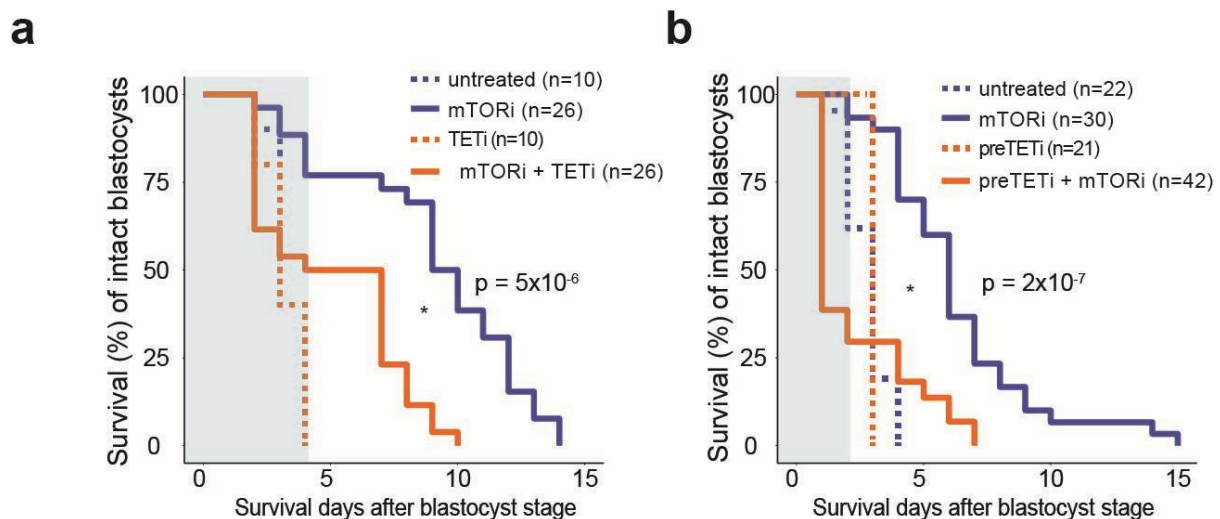 a
Survival (%) of intact blastocysts
100
75
50
25
0
untreated (n=10)
mTORi (n=26)
TETi (n=10)
mTORi + TETi (n=26)
p = 5x10⁻⁶
*
0 5 10 15
Survival days after blastocyst stage
b
Survival (%) of intact blastocysts
100
75
50
25
0
untreated (n=22)
mTORi (n=30)
preTETi (n=21)
preTETi + mTORi (n=42)
p = 2x10⁻⁷
*
0 5 10 15
Survival days after blastocyst stage